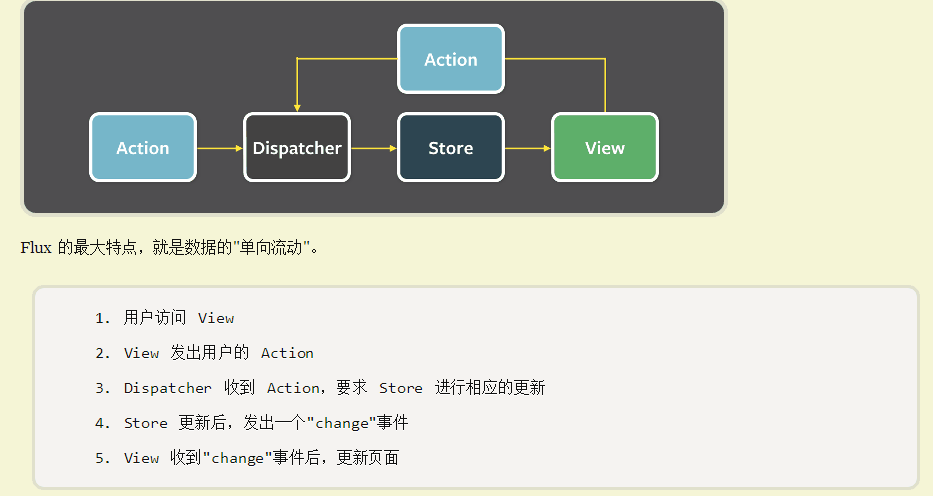 Action
Action
Dispatcher
Store
View
Flux 的最大特点，就是数据的"单向流动"。
1. 用户访问 View
2. View 发出用户的 Action
3. Dispatcher 收到 Action，要求 Store 进行相应的更新
4. Store 更新后，发出一个"change"事件
5. View 收到"change"事件后，更新页面